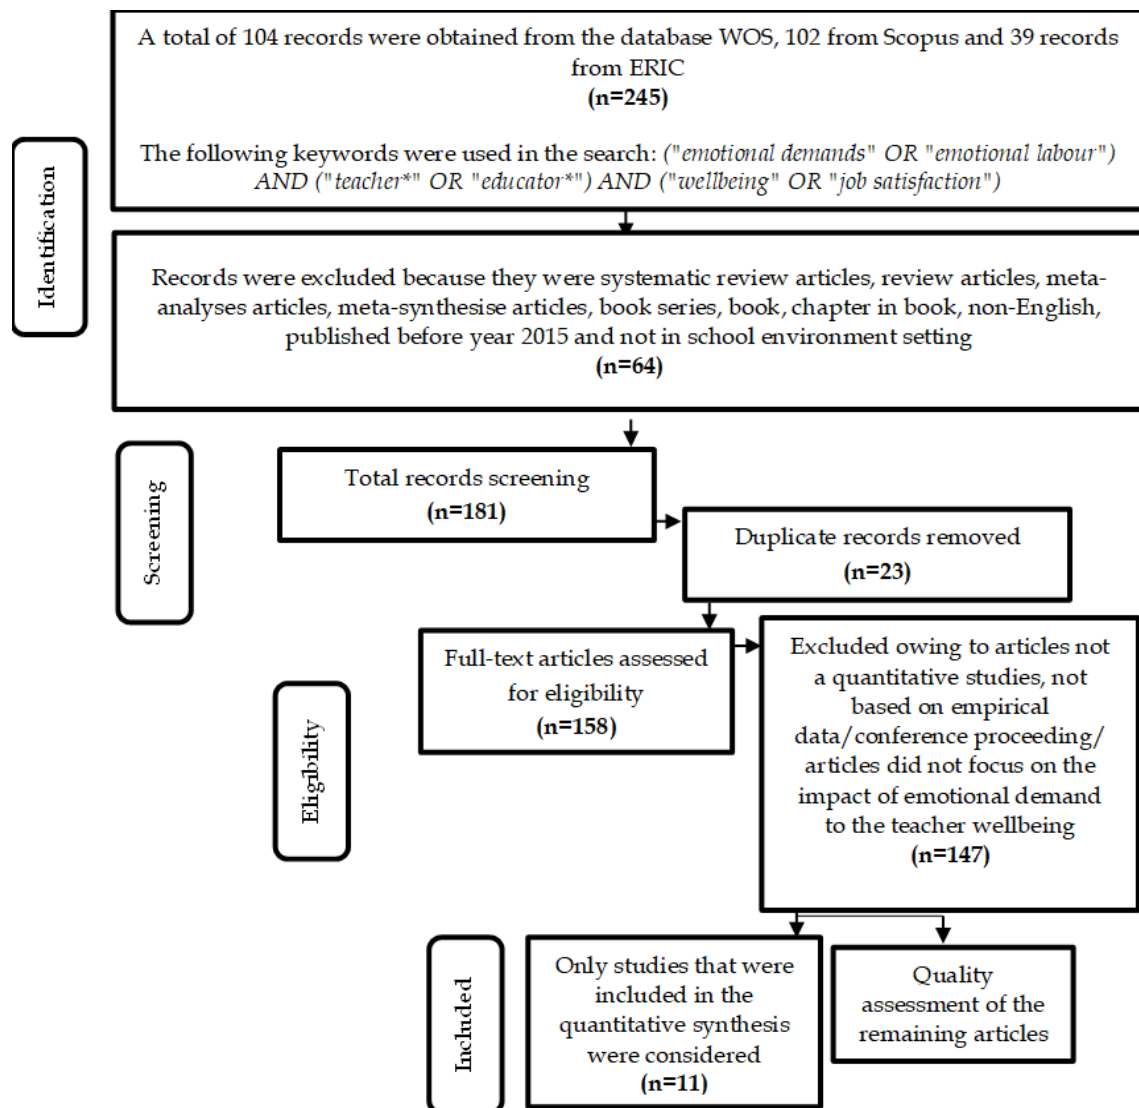 A total of 104 records were obtained from the database WOS, 102 from Scopus and 39 records
from ERIC
(n=245)
The following keywords were used in the search: ("emotional demands" OR "emotional labour")
AND ("teacher*" OR "educator*") AND ("wellbeing" OR "job satisfaction")
Identification
Records were excluded because they were systematic review articles, review articles, meta-
analyses articles, meta-synthesise articles, book series, book, chapter in book, non-English,
published before year 2015 and not in school environment setting
(n=64)
Screening
Total records screening
(n=181)
Duplicate records removed
(n=23)
Eligibility
Full-text articles assessed
for eligibility
(n=158)
Excluded owing to articles not
a quantitative studies, not
based on empirical
data/conference proceeding/
articles did not focus on the
impact of emotional demand
to the teacher wellbeing
(n=147)
Included
Only studies that were
included in the
quantitative synthesis
were considered
(n=11)
Quality
assessment of the
remaining articles